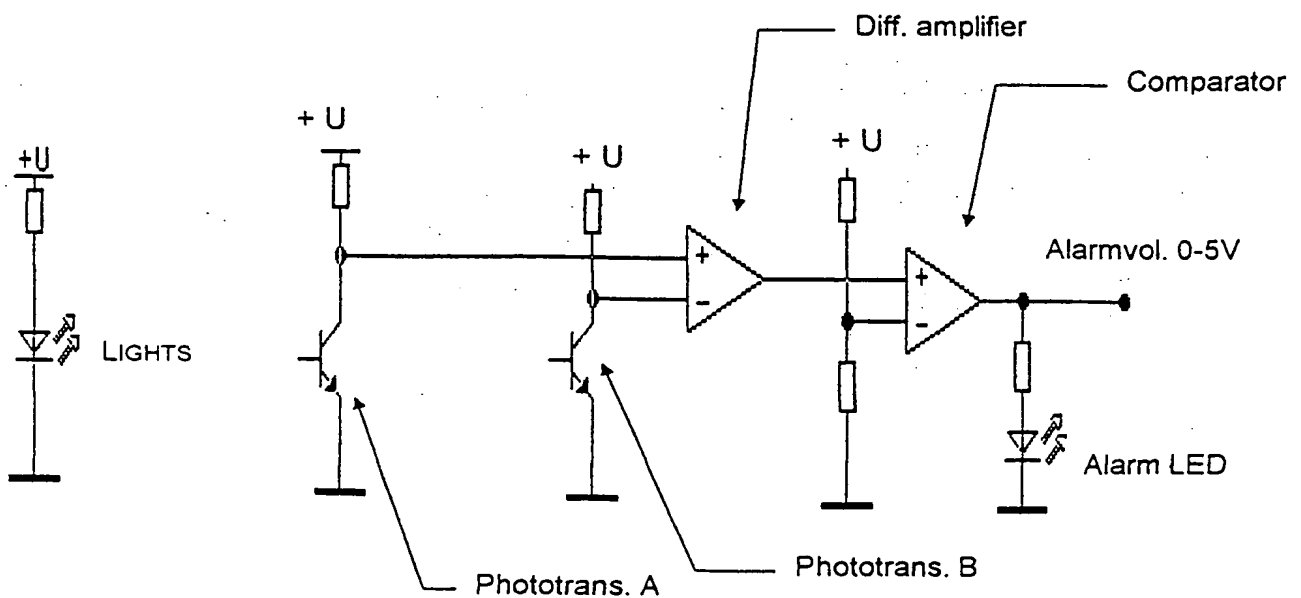 Diff. amplifier
Comparator
+ U
+ U
+ U
+U
Alarmvol. 0-5V
+
-
+
-
LIGHTS
Alarm LED
Phototrans. B
Phototrans. A